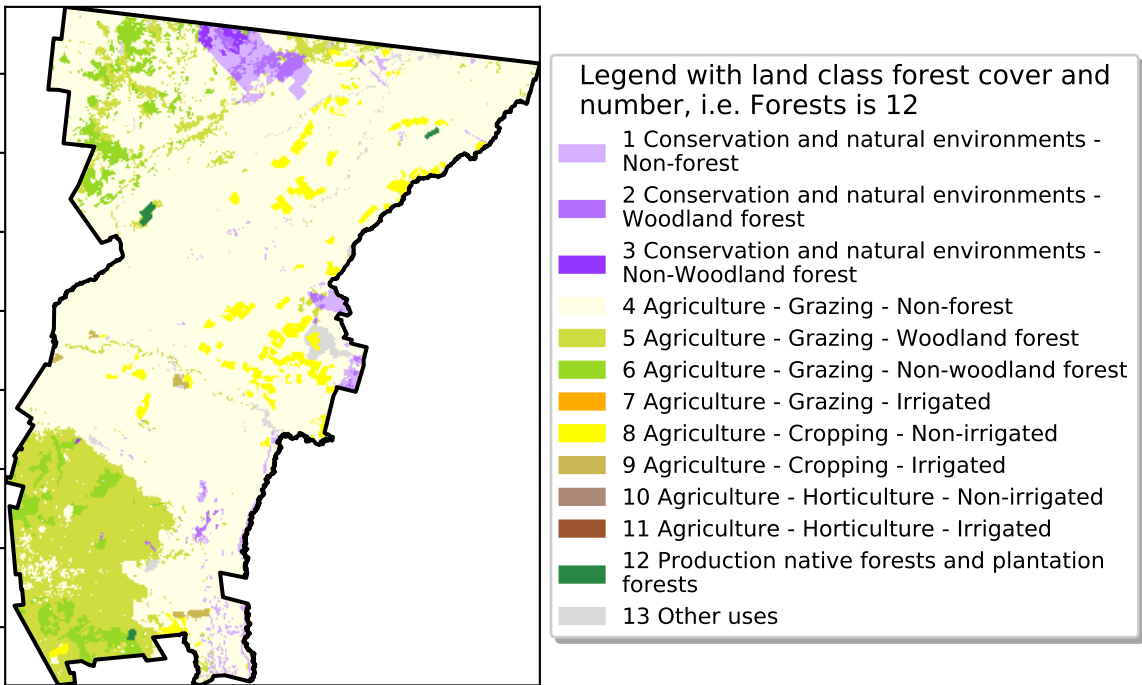 Legend with land class forest cover and
number, i.e. Forests is 12
1 Conservation and natural environments -
Non-forest
2 Conservation and natural environments -
Woodland forest
3 Conservation and natural environments -
Non-Woodland forest
4 Agriculture - Grazing - Non-forest
5 Agriculture - Grazing - Woodland forest
6 Agriculture - Grazing - Non-woodland forest
7 Agriculture - Grazing - Irrigated
8 Agriculture - Cropping - Non-irrigated
9 Agriculture - Cropping - Irrigated
10 Agriculture - Horticulture - Non-irrigated
11 Agriculture - Horticulture - Irrigated
12 Production native forests and plantation
forests
13 Other uses